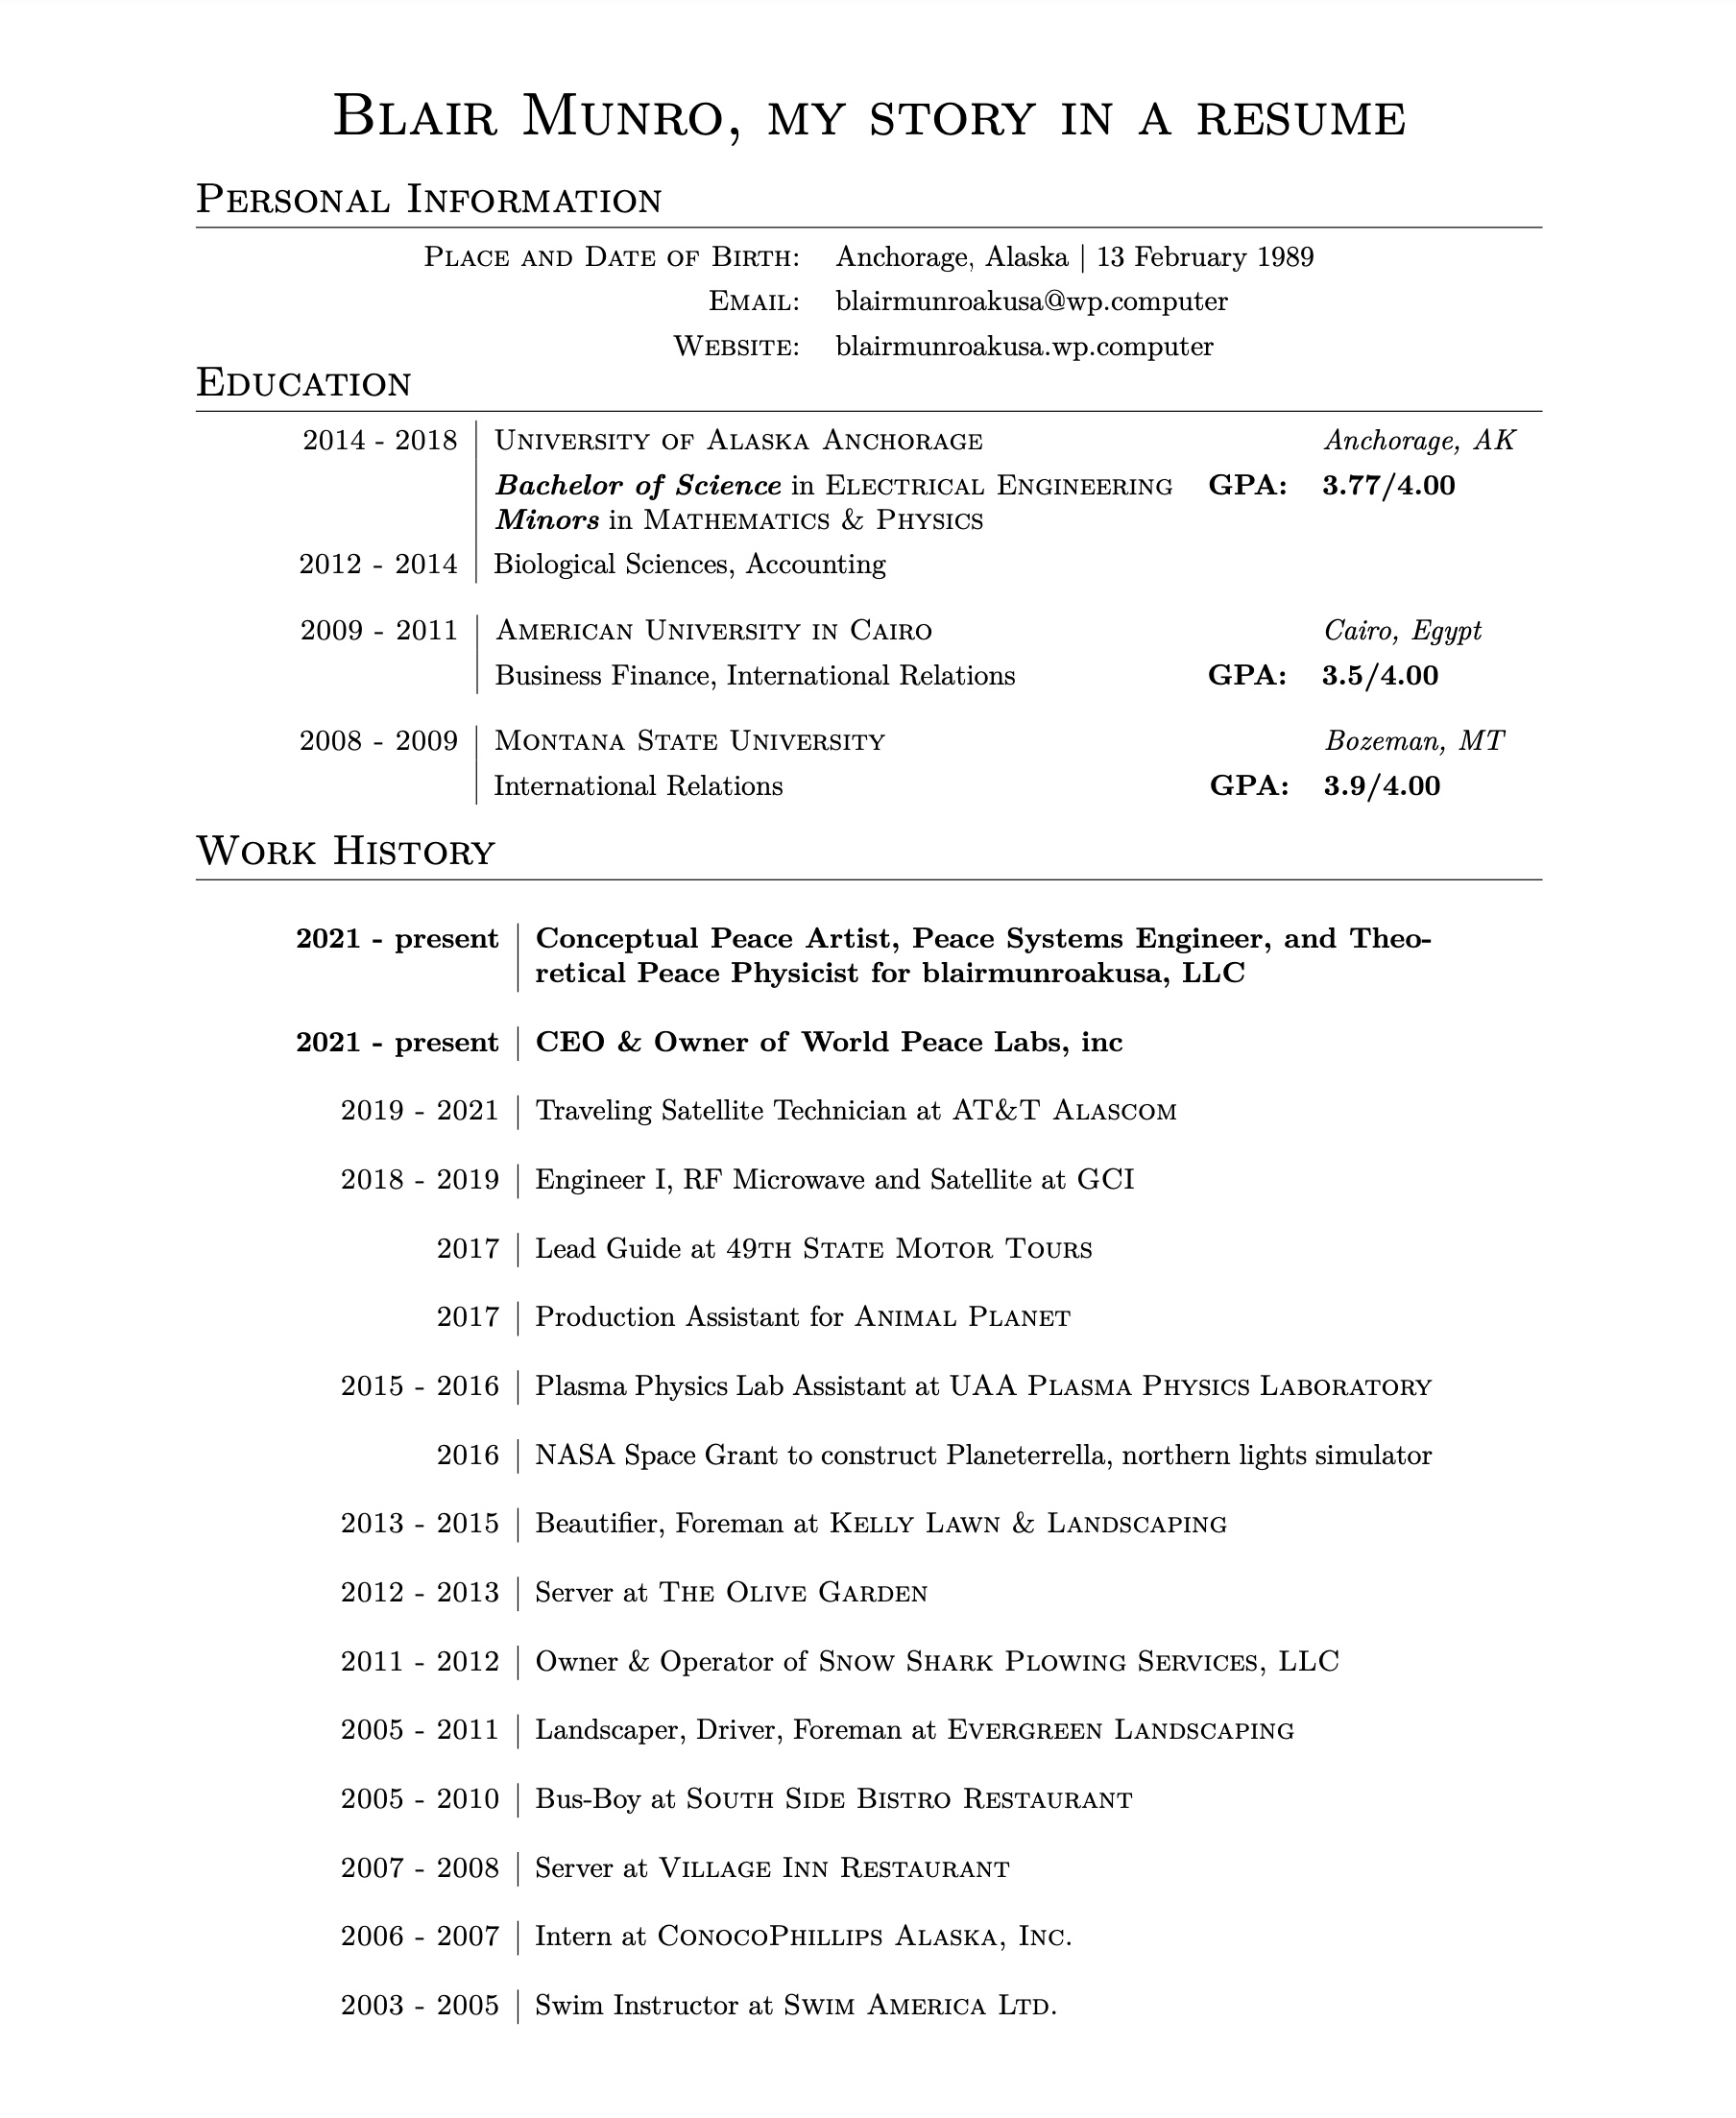 Blair Munro, my story in a resume
Personal Information
Place and Date of Birth: Anchorage, Alaska | 13 February 1989
Email: blairmunroakusa@wp.computer
Website: blairmunroakusa.wp.computer
Education
2014 - 2018 University of Alaska Anchorage Anchorage, AK
Bachelor of Science in Electrical Engineering GPA: 3.77/4.00
Minors in Mathematics & Physics
2012 - 2014 Biological Sciences, Accounting
2009 - 2011 American University in Cairo Cairo, Egypt
Business Finance, International Relations GPA: 3.5/4.00
2008 - 2009 Montana State University Bozeman, MT
International Relations GPA: 3.9/4.00
Work History
2021 - present Conceptual Peace Artist, Peace Systems Engineer, and Theo-
retical Peace Physicist for blairmunroakusa, LLC
2021 - present CEO & Owner of World Peace Labs, inc
2019 - 2021 Traveling Satellite Technician at AT&T Alascom
2018 - 2019 Engineer I, RF Microwave and Satellite at GCI
2017 Lead Guide at 49th State Motor Tours
2017 Production Assistant for Animal Planet
2015 - 2016 Plasma Physics Lab Assistant at UAA Plasma Physics Laboratory
2016 NASA Space Grant to construct Planeterrella, northern lights simulator
2013 - 2015 Beautifier, Foreman at Kelly Lawn & Landscaping
2012 - 2013 Server at The Olive Garden
2011 - 2012 Owner & Operator of Snow Shark Plowing Services, LLC
2005 - 2011 Landscaper, Driver, Foreman at Evergreen Landscaping
2005 - 2010 Bus-Boy at South Side Bistro Restaurant
2007 - 2008 Server at Village Inn Restaurant
2006 - 2007 Intern at ConocoPhillips Alaska, Inc.
2003 - 2005 Swim Instructor at Swim America Ltd.